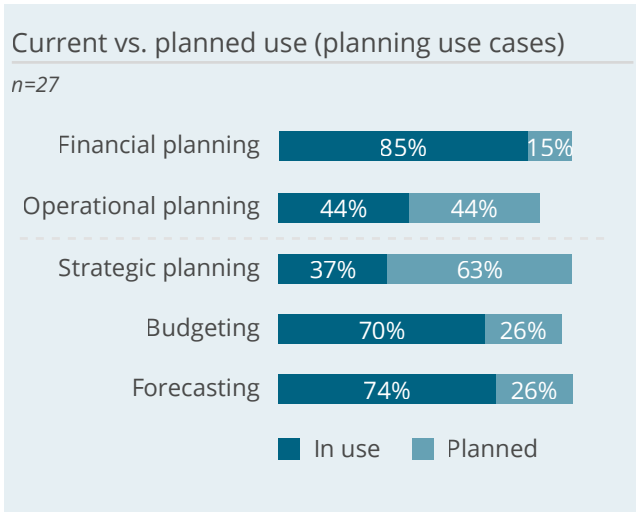 Current vs. planned use (planning use cases)
n=27
Financial planning 85% 15%
Operational planning 44% 44%
Strategic planning 37% 63%
Budgeting 70% 26%
Forecasting 74% 26%
In use Planned